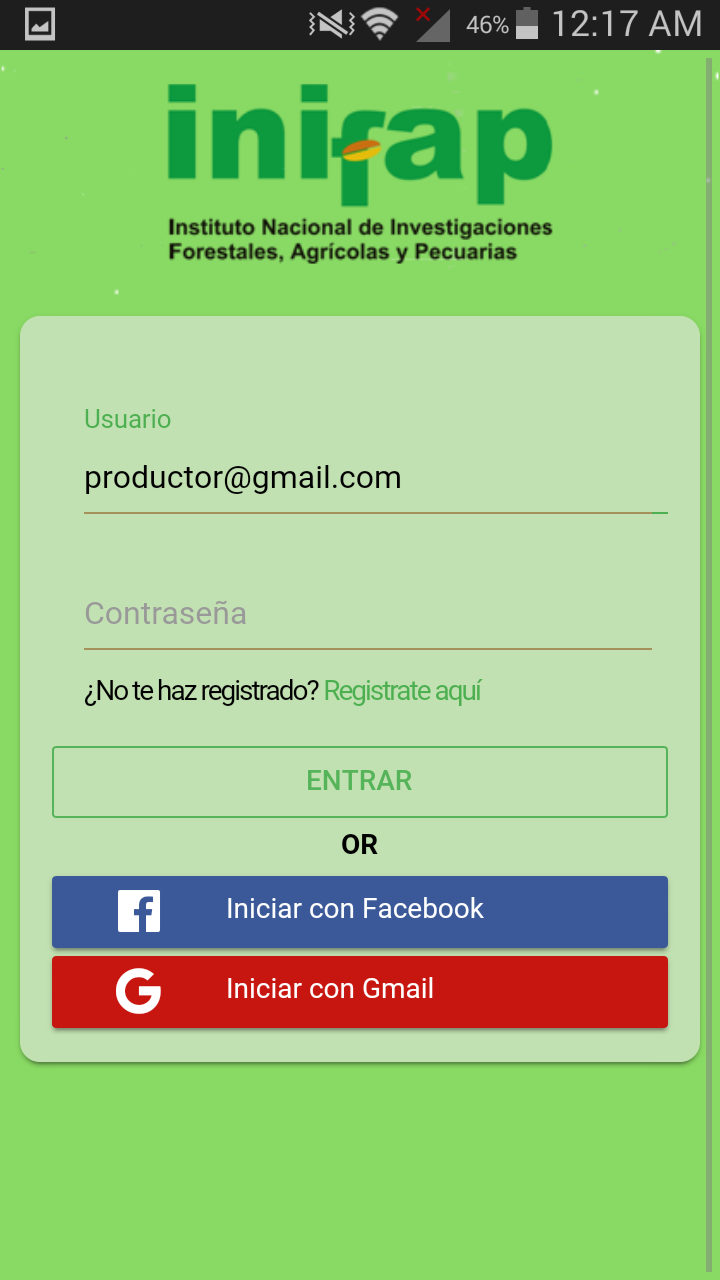 46% 12:17 AM
inifap
Instituto Nacional de Investigaciones
Forestales, Agrícolas y Pecuarias
Usuario
productor@gmail.com
Contraseña
¿No te haz registrado? Registrate aquí
ENTRAR
OR
Iniciar con Facebook
Iniciar con Gmail